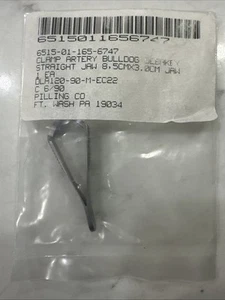 6515011656747
6515-01-165-6747
CLAMP ARTERY BULLDOG
STRAIGHT JAW 8.5CMX3.0CM JAW
1 EA
DLA120-90-M-EC22
C 6/90
PILLING CO
FT. WASH PA 19034